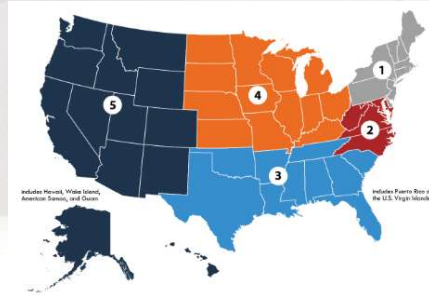 1
4
5
2
3
Includes Hawaii, Wake Island,
American Samoa, and Guam
Includes Puerto Rico
the U.S. Virgin Islands